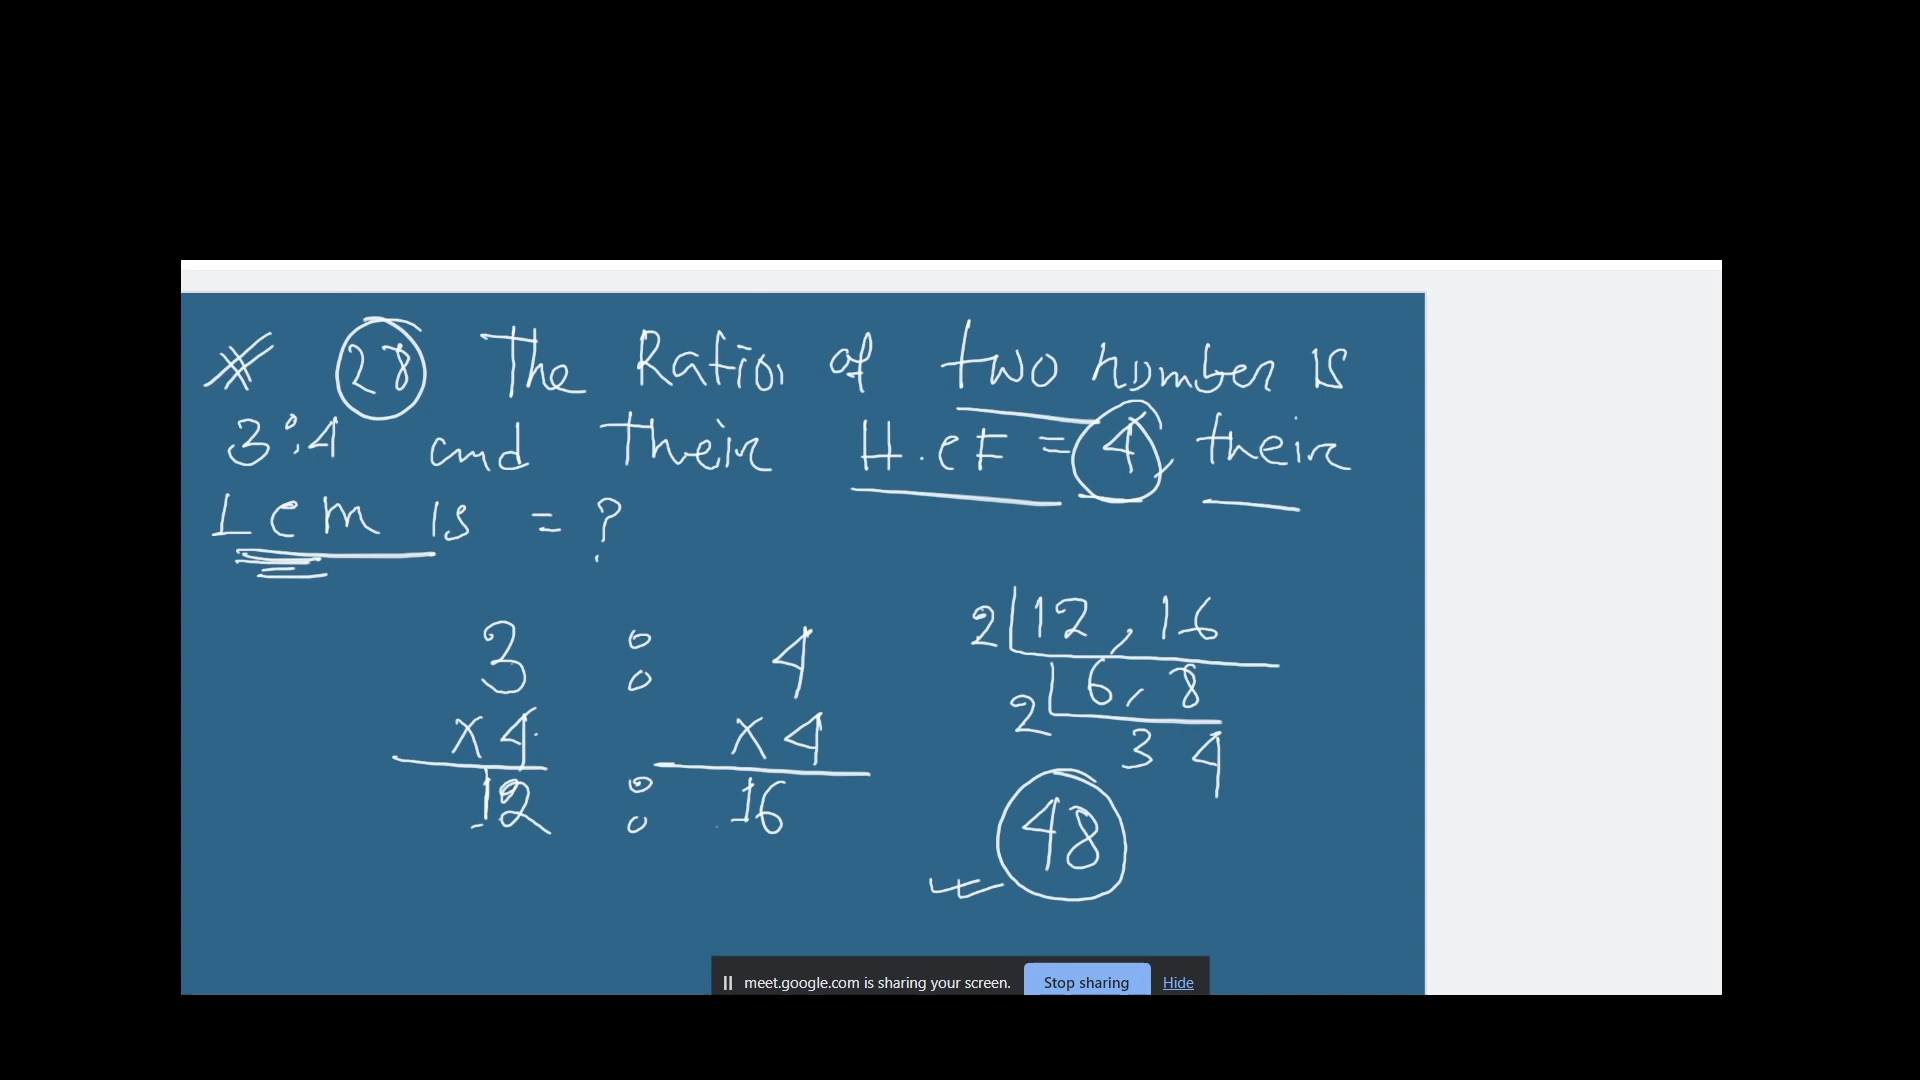 * 28 The Ratio of two number is
3:4 and their H.CF = 4, their
Lcm is = ?
3 : 4
x4 x4
12 : 16
2 12, 16
2 6, 8
3 4
48
meet.google.com is sharing your screen. Stop sharing Hide